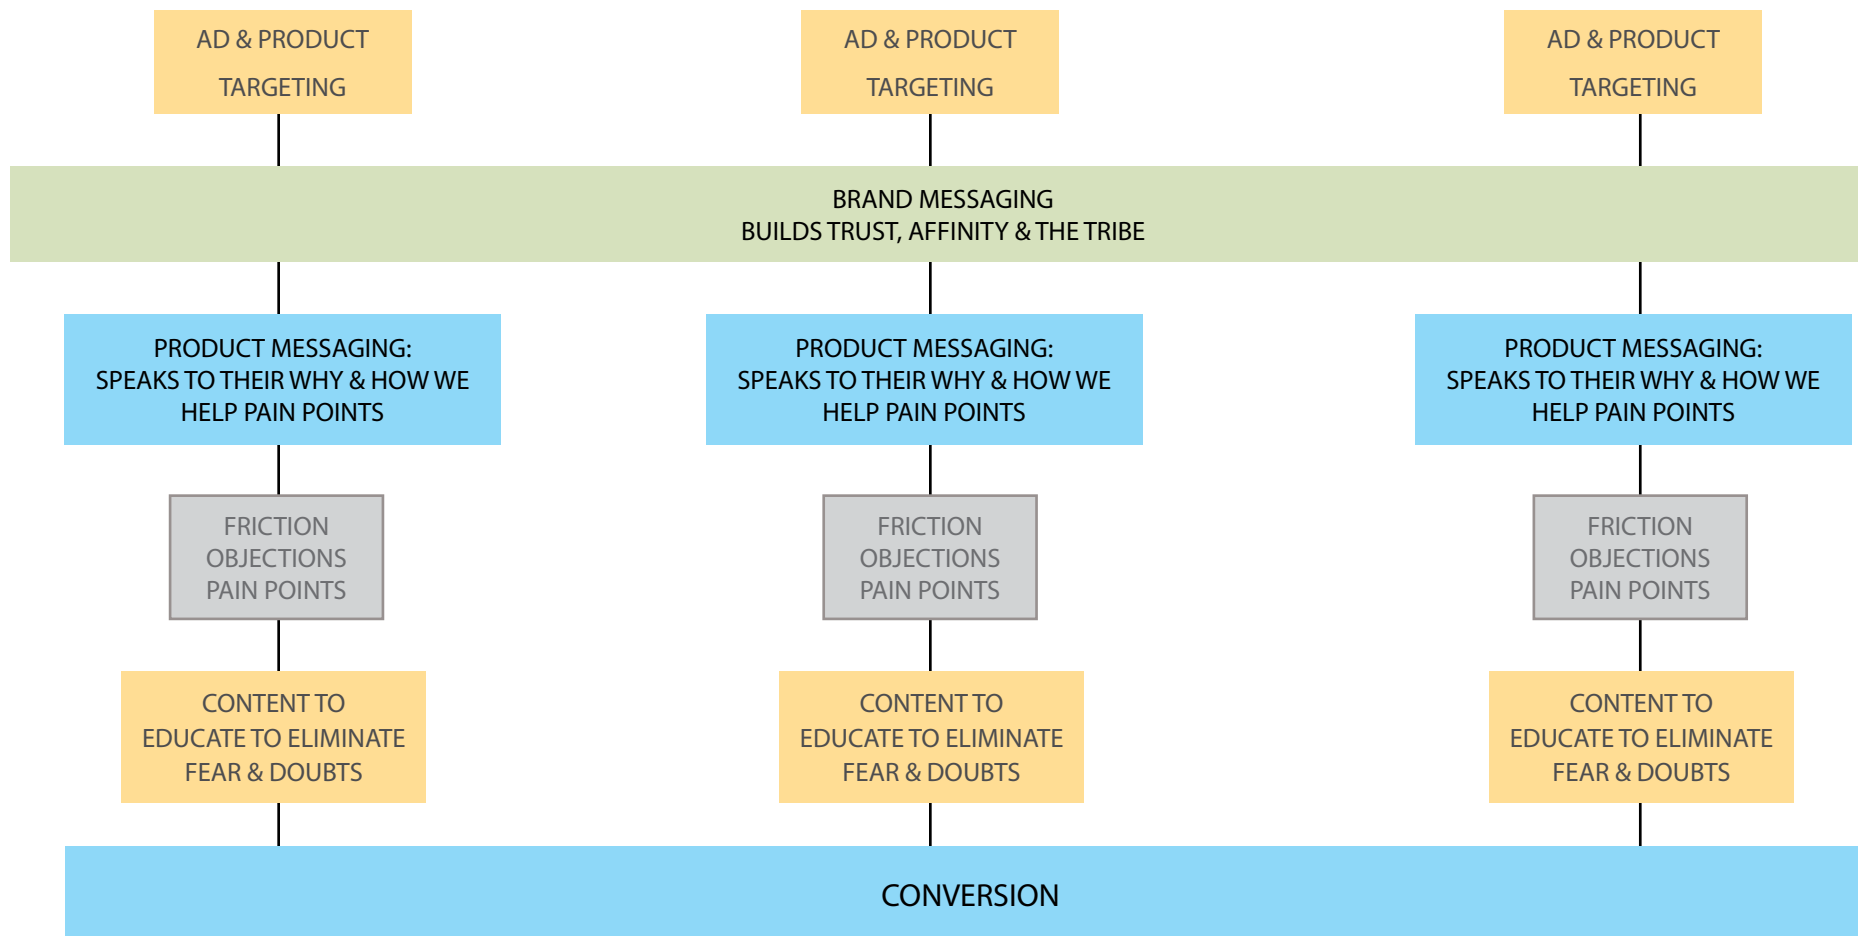 AD & PRODUCT
TARGETING
AD & PRODUCT
TARGETING
AD & PRODUCT
TARGETING
BRAND MESSAGING
BUILDS TRUST, AFFINITY & THE TRIBE
PRODUCT MESSAGING:
SPEAKS TO THEIR WHY & HOW WE
HELP PAIN POINTS
PRODUCT MESSAGING:
SPEAKS TO THEIR WHY & HOW WE
HELP PAIN POINTS
PRODUCT MESSAGING:
SPEAKS TO THEIR WHY & HOW WE
HELP PAIN POINTS
FRICTION
OBJECTIONS
PAIN POINTS
FRICTION
OBJECTIONS
PAIN POINTS
FRICTION
OBJECTIONS
PAIN POINTS
CONTENT TO
EDUCATE TO ELIMINATE
FEAR & DOUBTS
CONTENT TO
EDUCATE TO ELIMINATE
FEAR & DOUBTS
CONTENT TO
EDUCATE TO ELIMINATE
FEAR & DOUBTS
CONVERSION